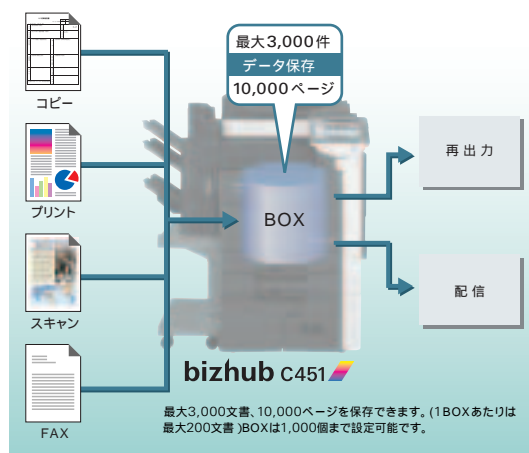 最大3,000件
データ保存
10,000ページ
コピー
プリント
スキャン
FAX
BOX
再出力
配信
bizhub C451
最大3,000文書、10,000ページを保存できます。(1BOXあたりは
最大200文書)BOXは1,000個まで設定可能です。